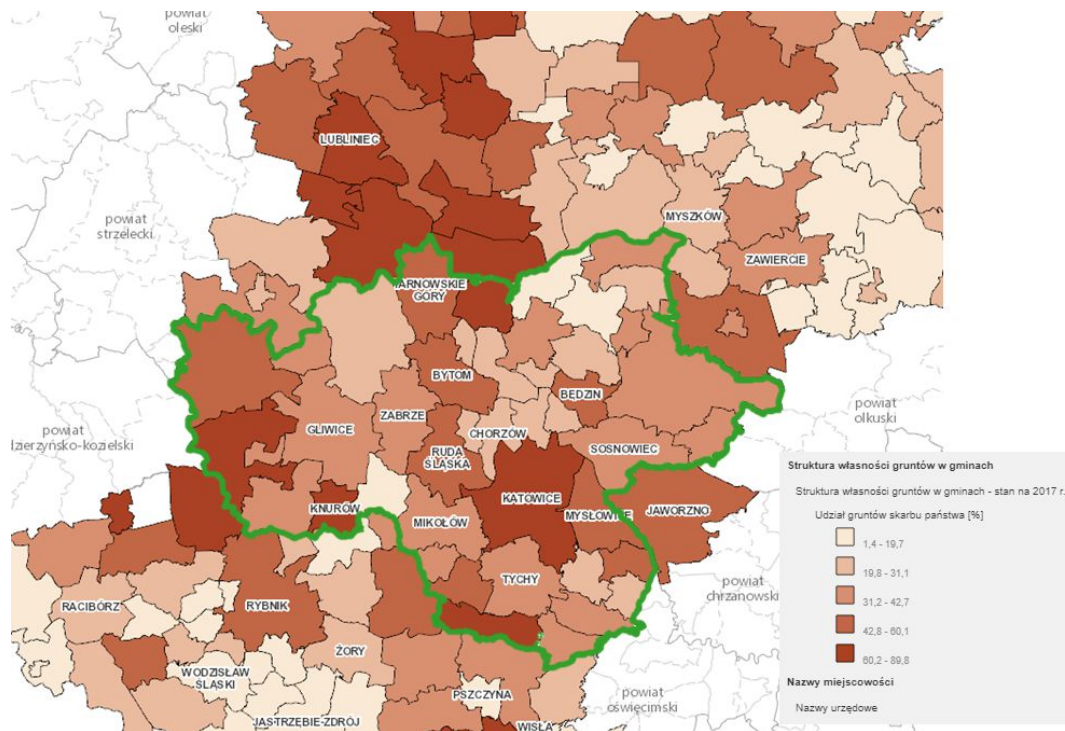 powiat
oleski
LUBLINIEC
powiat
strzelecki
MYSZKÓW
ZAWIERCIE
TARNOWSKIE
GÓRY
BYTOM
BĘDZIN
powiat
olkuski
ZABRZE
GLIWICE
CHORZÓW
powiat
dzierzyńsko-kozielski
RUDA
ŚLĄSKA
SOSNOWIEC
KATOWICE
KNURÓW
MIKOŁÓW
MYSŁOWICE
JAWORZNO
TYCHY
powiat
chrzanowski
RACIBÓRZ
RYBNIK
ŻORY
WODZISŁAW
ŚLĄSKI
PSZCZYNA
powiat
oświęcimski
JASTRZĘBIE-ZDRÓJ
WISŁA
Struktura własności gruntów w gminach
Struktura własności gruntów w gminach - stan na 2017 r.
Udział gruntów skarbu państwa [%]
1,4 - 19,7
19,8 - 31,1
31,2 - 42,7
42,8 - 60,1
60,2 - 89,8
Nazwy miejscowości
Nazwy urzędowe